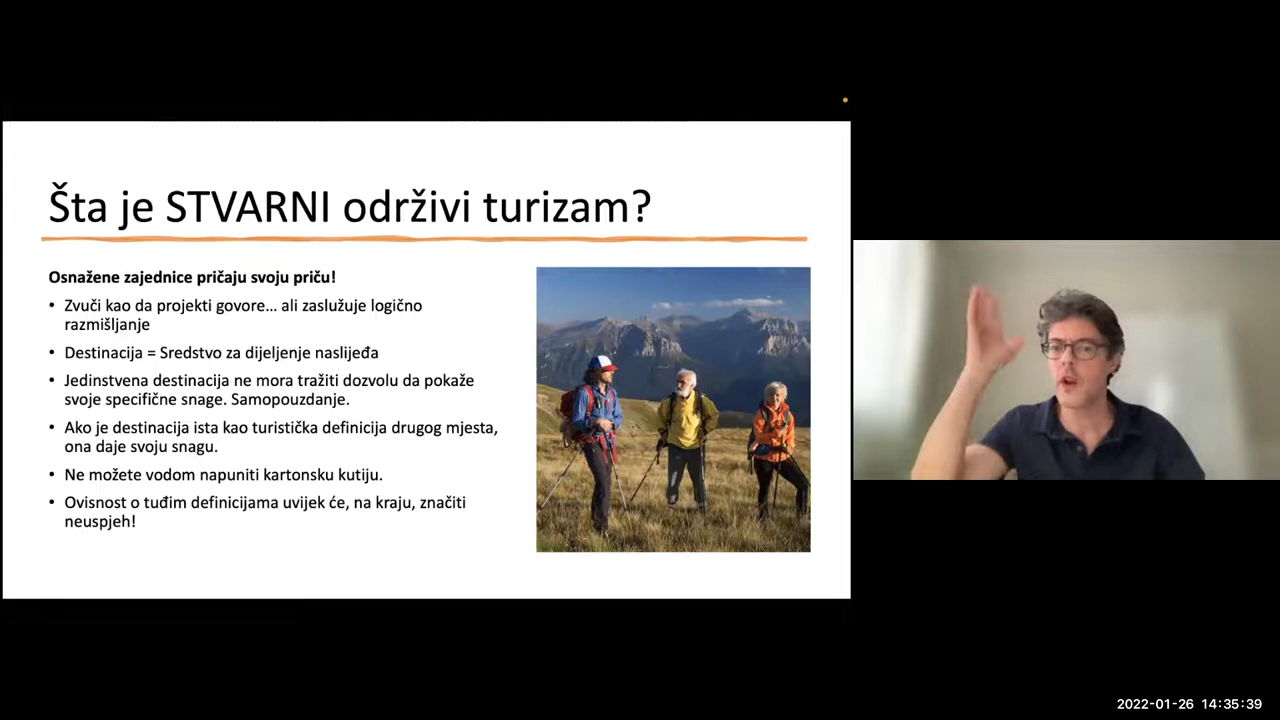 Šta je STVARNI održivi turizam?
Osnažene zajednice pričaju svoju priču!
• Zvuči kao da projekti govore... ali zaslužuje logično
razmišljanje
• Destinacija = Sredstvo za dijeljenje naslijeđa
• Jedinstvena destinacija ne mora tražiti dozvolu da pokaže
svoje specifične snage. Samopouzdanje.
• Ako je destinacija ista kao turistička definicija drugog mjesta,
ona daje svoju snagu.
• Ne možete vodom napuniti kartonsku kutiju.
• Ovisnost o tuđim definicijama uvijek će, na kraju, značiti
neuspjeh!
2022-01-26 14:35:39